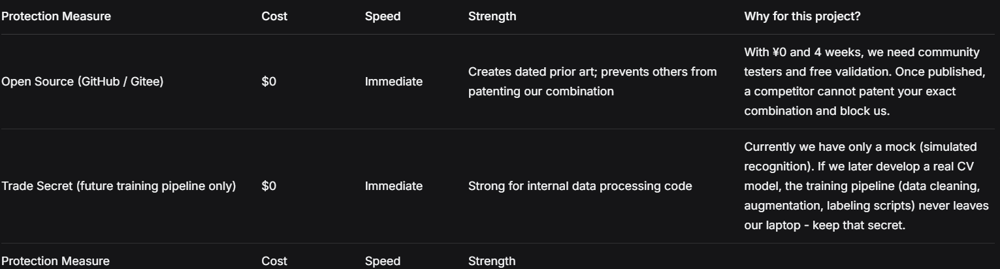 Protection Measure Cost Speed Strength Why for this project?
With ¥0 and 4 weeks, we need community
Creates dated prior art; prevents others from
testers and free validation. Once published,
Open Source (GitHub / Gitee) $0 Immediate
patenting our combination
a competitor cannot patent your exact
combination and block us.
Currently we have only a mock (simulated
recognition). If we later develop a real CV
Trade Secret (future training pipeline only) $0 Immediate Strong for internal data processing code model, the training pipeline (data cleaning,
augmentation, labeling scripts) never leaves
our laptop - keep that secret.
Protection Measure Cost Speed Strength